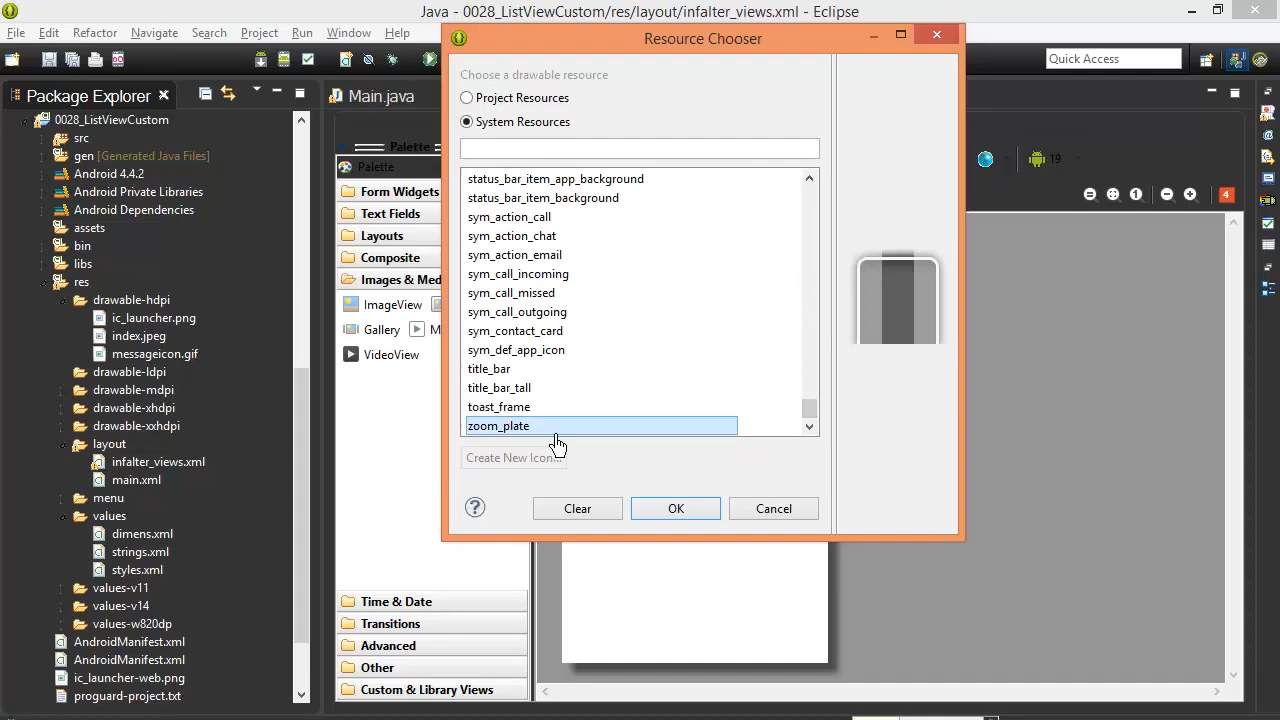 Java - 0028_ListViewCustom/res/layout/infalter_views.xml - Eclipse
File Edit Refactor Navigate Search Project Run Window Help
Quick Access
Package Explorer
0028_ListViewCustom
src
gen [Generated Java Files]
Android 4.4.2
Android Private Libraries
Android Dependencies
assets
bin
libs
res
drawable-hdpi
ic_launcher.png
index.jpeg
messageicon.gif
drawable-ldpi
drawable-mdpi
drawable-xhdpi
drawable-xxhdpi
layout
infalter_views.xml
main.xml
menu
values
dimens.xml
strings.xml
styles.xml
values-v11
values-v14
values-w820dp
AndroidManifest.xml
AndroidManifest.xml
ic_launcher-web.png
proguard-project.txt
Main.java
Palette
Palette
Form Widgets
Text Fields
Layouts
Composite
Images & Med
ImageView
Gallery M
VideoView
Time & Date
Transitions
Advanced
Other
Custom & Library Views
19
1
4
Resource Chooser
Choose a drawable resource
Project Resources
System Resources
status_bar_item_app_background
status_bar_item_background
sym_action_call
sym_action_chat
sym_action_email
sym_call_incoming
sym_call_missed
sym_call_outgoing
sym_contact_card
sym_def_app_icon
title_bar
title_bar_tall
toast_frame
zoom_plate
Create New Icon...
? Clear OK Cancel